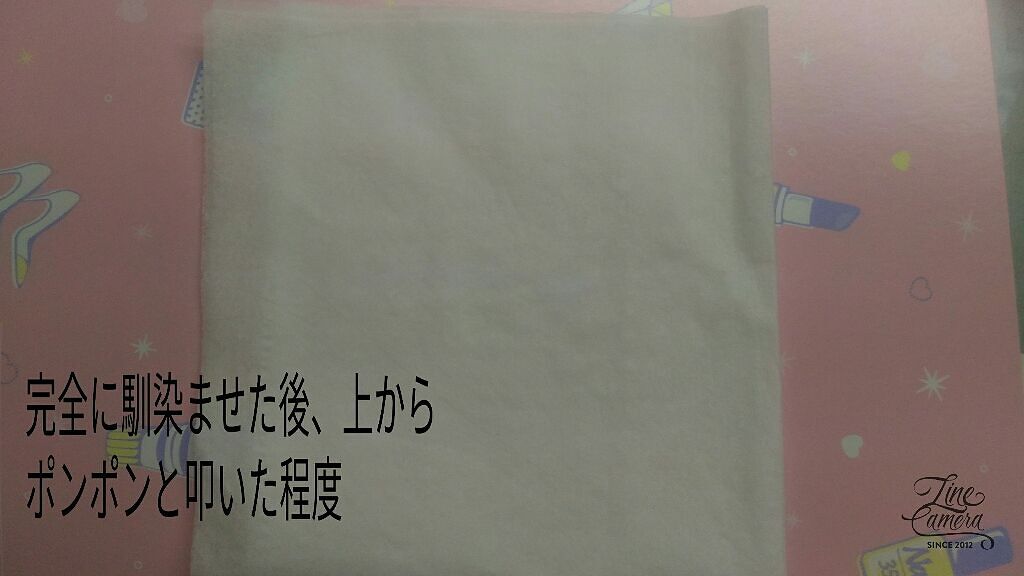 完全に馴染ませた後、上から
ポンポンと叩いた程度
Line
Camera
SINCE 2012